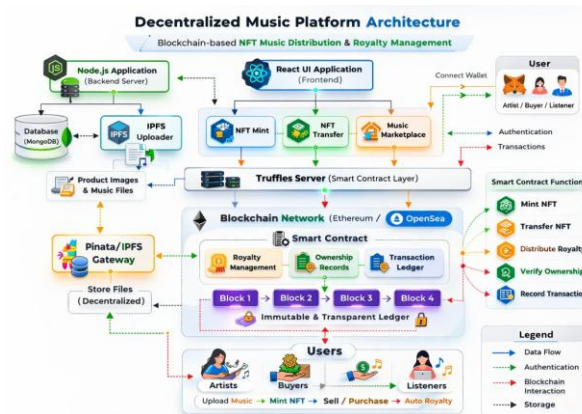 Decentralized Music Platform Architecture
Blockchain-based NFT Music Distribution & Royalty Management
Node.js Application
(Backend Server)
React UI Application
(Frontend)
Connect Wallet
User
Artlet / Buyer / Listener
Database
(MongoDB)
IPFS
IPFS
Uploader
NFT Mint
NFT
Transfer
Music
Marketplace
Authentication
Transactions
Product Images
& Music Files
Truffles Server (Smart Contract Layer)
Smart Contract Function
Mint NFT
Transfer NFT
Distribute Royalty
Verify Ownership
Record Transaction
Blockchain Network (Ethereum / OpenSea
Smart Contract
Royalty
Management
Ownership
Records
Transaction
Ledger
Pinata/IPFS
Gateway
Block 1
Block 2
Block 3
Block 4
Immutable & Transparent Ledger
Store Files
(Decentralized)
Users
Artists
Buyers
Listeners
Upload Music
Mint NFT
Sell / Purchase
Auto Royalty
Legend
Data Flow
Authentication
Blockchain
Interaction
Storage